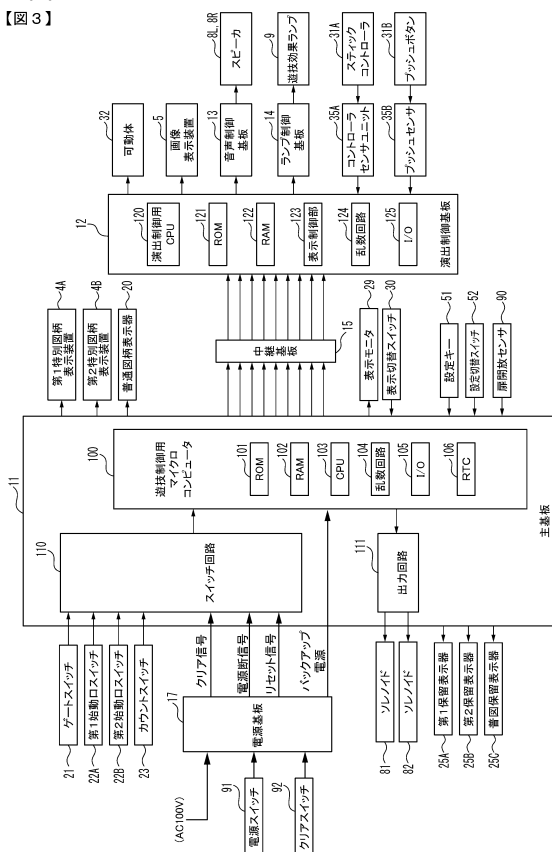 【図3】
8L, 8R
スピーカ
9
遊技効果ランプ
31A
スティック
コントローラ
31B
プッシュボタン
32
可動体
5
画像
表示装置
13
音声制御
基板
14
ランプ制御
基板
35A
コントローラ
センサユニット
35B
プッシュセンサ
12
120
演出制御用
CPU
121
ROM
122
RAM
123
表示制御部
124
乱数回路
125
I/O
演出制御基板
4A
第1特別図柄
表示装置
4B
第2特別図柄
表示装置
20
普通図柄表示器
中継
基板
15
29
表示モニタ
30
表示切替スイッチ
51
設定キー
52
設定切替スイッチ
90
扉開放センサ
11
100
遊技制御用
マイクロ
コンピュータ
101
ROM
102
RAM
103
CPU
104
乱数回路
105
I/O
106
RTC
主基板
110
スイッチ回路
111
出力回路
クリア信号
電源断信号
リセット信号
バックアップ
電源
21
ゲートスイッチ
22A
第1始動口スイッチ
22B
第2始動口スイッチ
23
カウントスイッチ
17
電源基板
(AC100V)
91
電源スイッチ
92
クリアスイッチ
81
ソレノイド
82
ソレノイド
25A
第1保留表示器
25B
第2保留表示器
25C
普図保留表示器